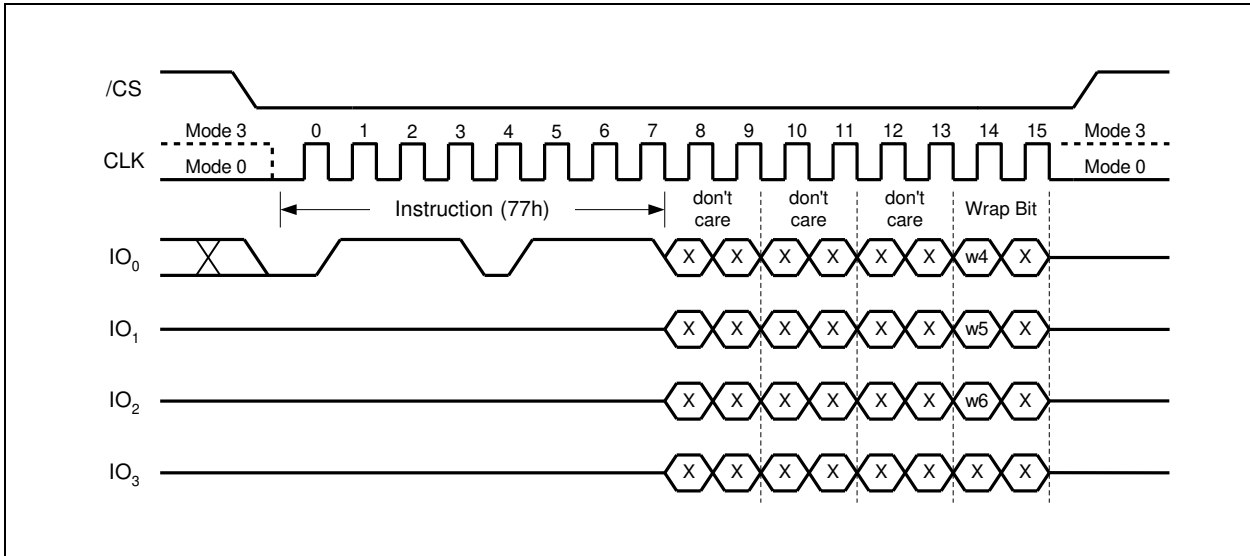 /CS
Mode 3 0 1 2 3 4 5 6 7 8 9 10 11 12 13 14 15 Mode 3
CLK
Mode 0 Mode 0
Instruction (77h) don't care don't care don't care Wrap Bit
IO0 X X X X X X w4 X
IO1 X X X X X X w5 X
IO2 X X X X X X w6 X
IO3 X X X X X X X X